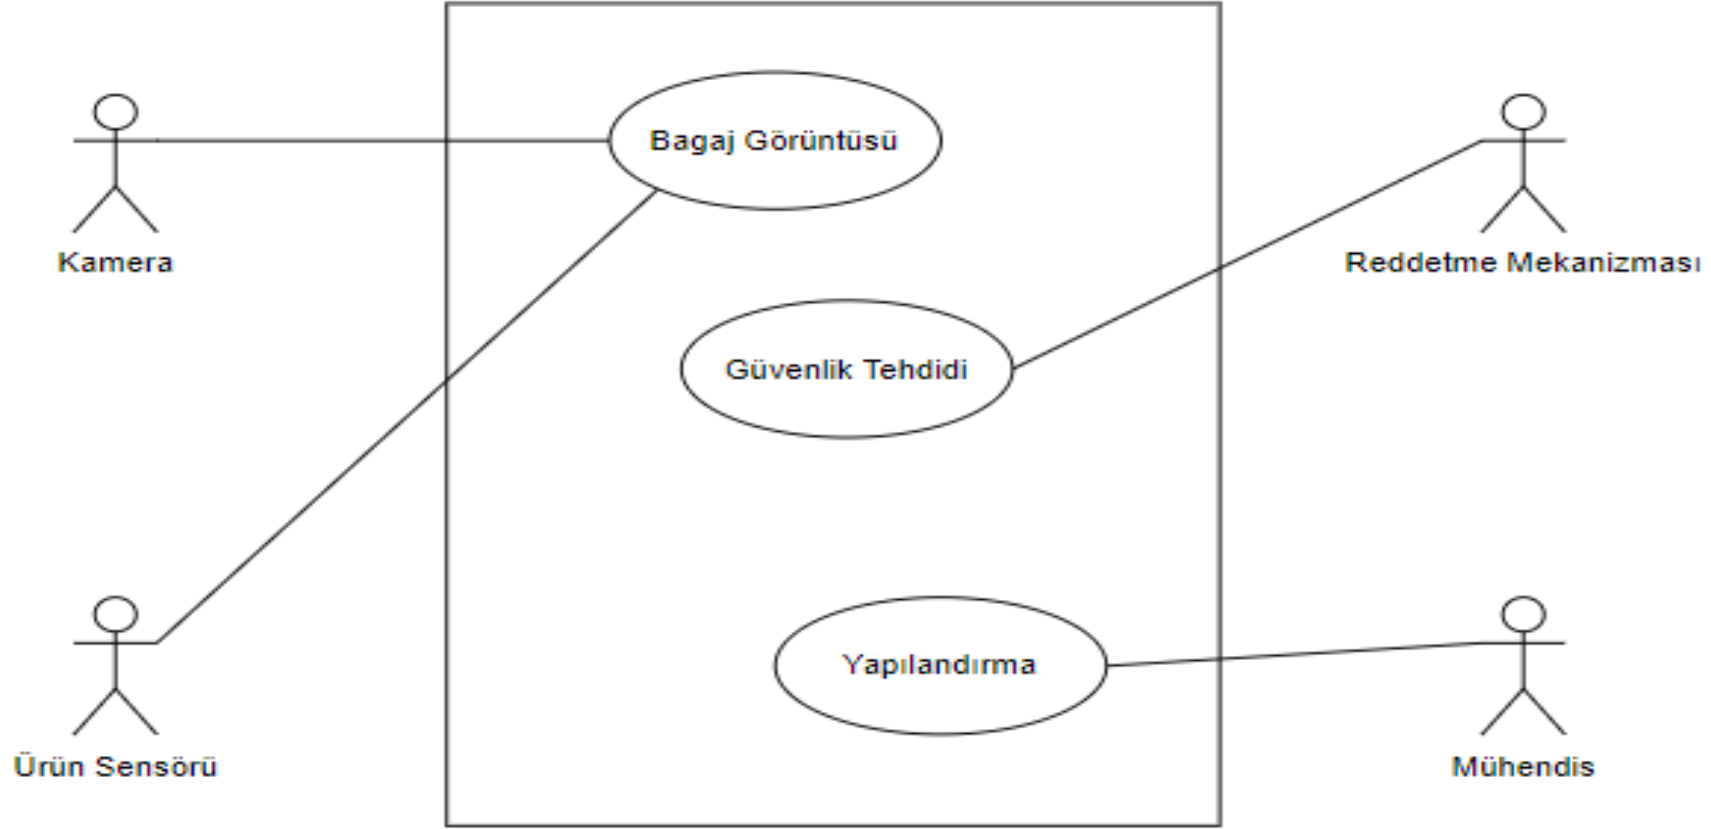 Bagaj Görüntüsü
Kamera
Reddetme Mekanizması
Güvenlik Tehdidi
Yapılandırma
Ürün Sensörü
Mühendis